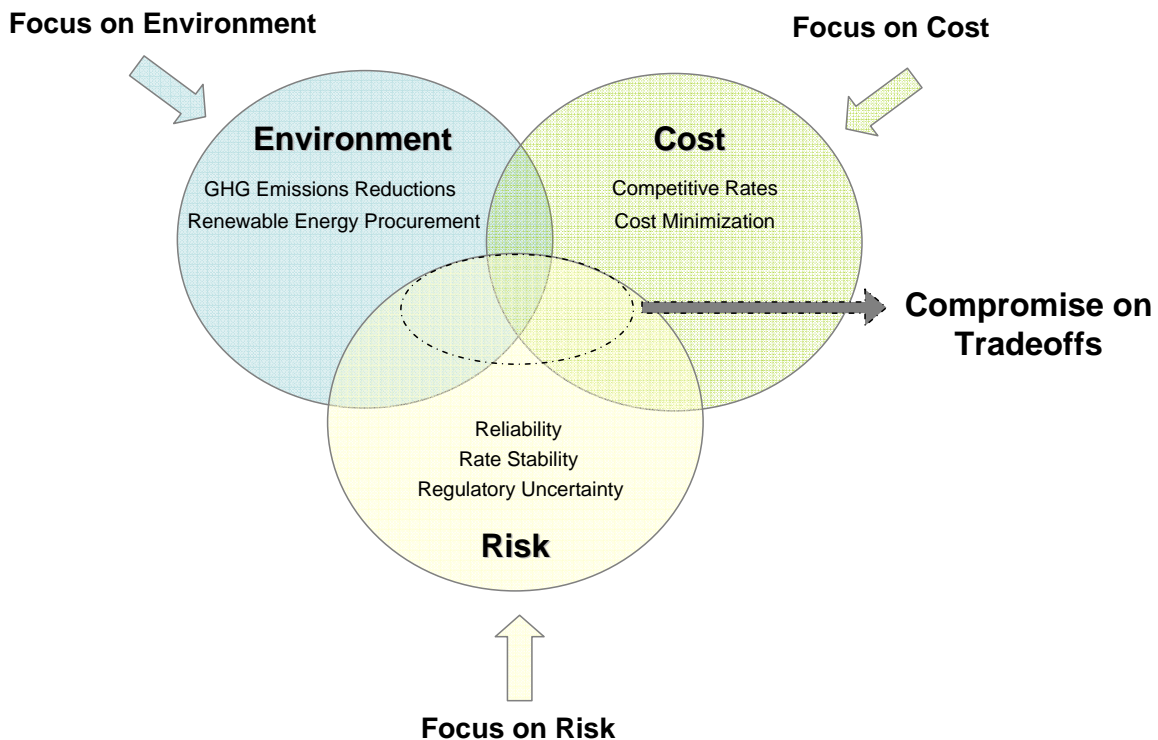 Focus on Environment
Focus on Cost
Environment
GHG Emissions Reductions
Renewable Energy Procurement
Cost
Competitive Rates
Cost Minimization
Compromise on
Tradeoffs
Reliability
Rate Stability
Regulatory Uncertainty
Risk
Focus on Risk